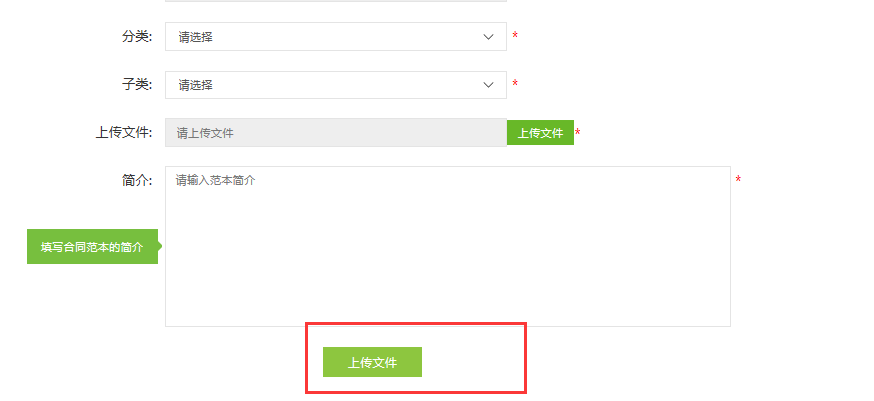 分类: 请选择 *
子类: 请选择 *
上传文件: 请上传文件 上传文件 *
简介: 请输入范本简介 *
填写合同范本的简介
上传文件